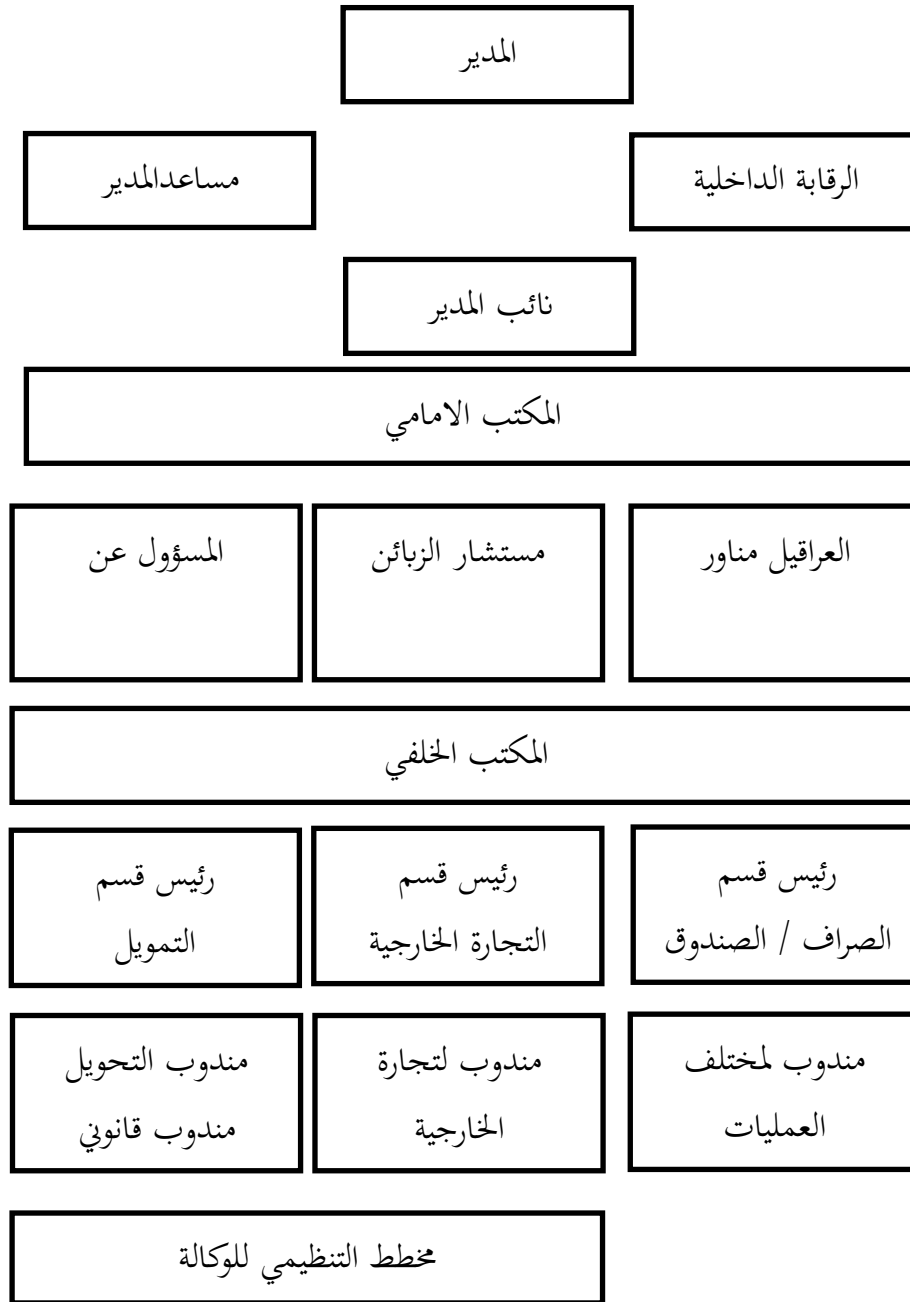 المدير
الرقابة الداخلية
مساعدالمدير
نائب المدير
المكتب الامامي
العراقيل مناور
مستشار الزبائن
المسؤول عن
المكتب الخلفي
رئيس قسم
الصراف / الصندوق
رئيس قسم
التجارة الخارجية
رئيس قسم
التمويل
مندوب لمختلف
العمليات
مندوب لتجارة
الخارجية
مندوب التحويل
مندوب قانوني
مخطط التنظيمي للوكالة